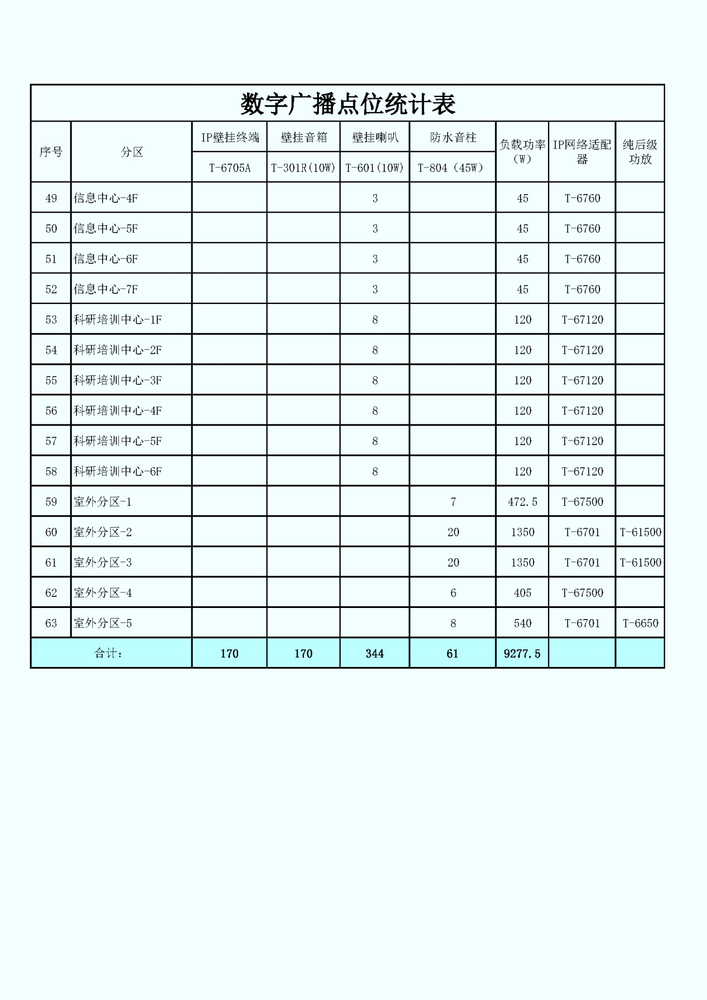 数字广播点位统计表
序号 分区 IP壁挂终端 壁挂音箱 壁挂喇叭 防水音柱 负载功率（W） IP网络适配器 纯后级功放
T-6705A T-301R(10W) T-601(10W) T-804（45W）
49 信息中心-4F 3 45 T-6760
50 信息中心-5F 3 45 T-6760
51 信息中心-6F 3 45 T-6760
52 信息中心-7F 3 45 T-6760
53 科研培训中心-1F 8 120 T-67120
54 科研培训中心-2F 8 120 T-67120
55 科研培训中心-3F 8 120 T-67120
56 科研培训中心-4F 8 120 T-67120
57 科研培训中心-5F 8 120 T-67120
58 科研培训中心-6F 8 120 T-67120
59 室外分区-1 7 472.5 T-67500
60 室外分区-2 20 1350 T-6701 T-61500
61 室外分区-3 20 1350 T-6701 T-61500
62 室外分区-4 6 405 T-67500
63 室外分区-5 8 540 T-6701 T-6650
合计： 170 170 344 61 9277.5